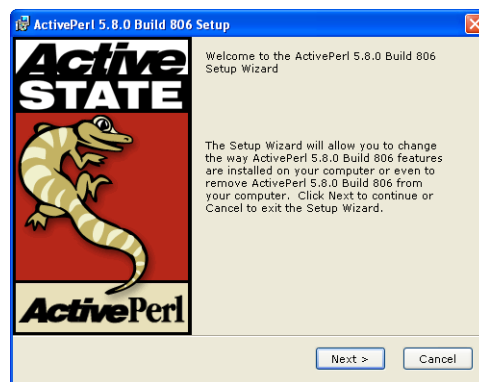 ActivePerl 5.8.0 Build 806 Setup
Active
STATE
ActivePerl
Welcome to the ActivePerl 5.8.0 Build 806
Setup Wizard
The Setup Wizard will allow you to change
the way ActivePerl 5.8.0 Build 806 features
are installed on your computer or even to
remove ActivePerl 5.8.0 Build 806 from
your computer. Click Next to continue or
Cancel to exit the Setup Wizard.
Next >
Cancel